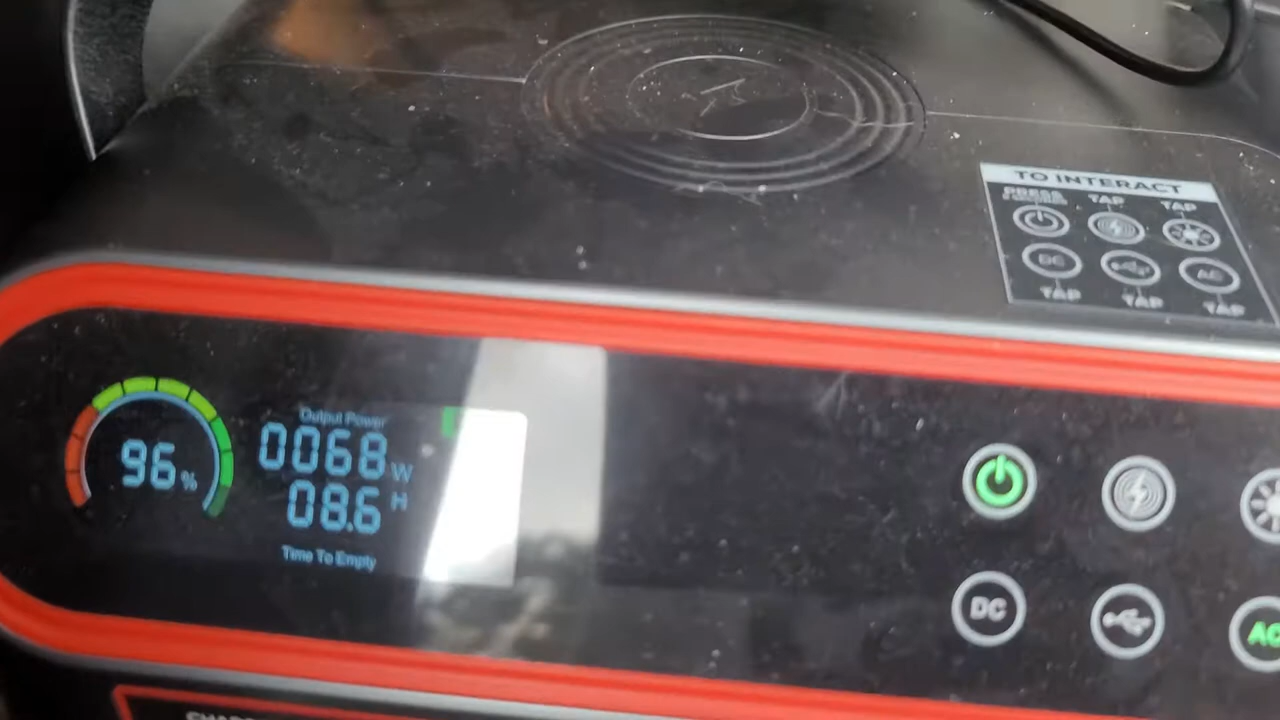 TO INTERACT
PRESS TAP TAP
DC AC
TAP TAP TAP
Output Power
96 % 0068 W
08.6 H
Time To Empty
DC AC